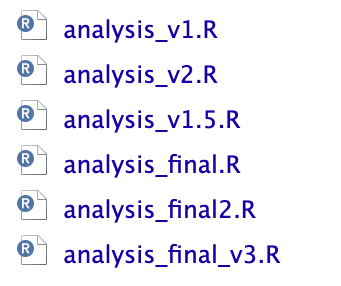 analysis_v1.R
analysis_v2.R
analysis_v1.5.R
analysis_final.R
analysis_final2.R
analysis_final_v3.R